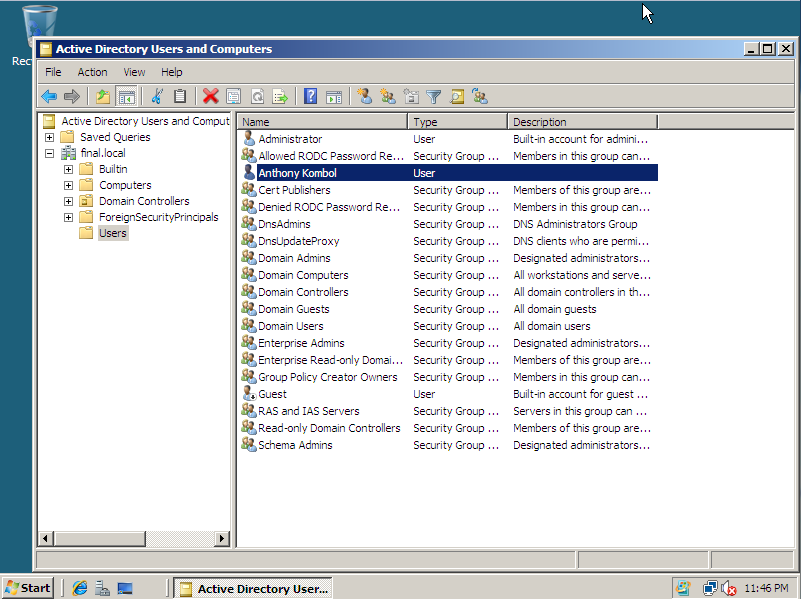 Rec
Active Directory Users and Computers
File Action View Help
Active Directory Users and Comput
Saved Queries
final.local
Builtin
Computers
Domain Controllers
ForeignSecurityPrincipals
Users
Name Type Description
Administrator User Built-in account for admini...
Allowed RODC Password Re... Security Group ... Members in this group can...
Anthony Kombol User
Cert Publishers Security Group ... Members of this group are...
Denied RODC Password Re... Security Group ... Members in this group can...
DnsAdmins Security Group ... DNS Administrators Group
DnsUpdateProxy Security Group ... DNS clients who are permi...
Domain Admins Security Group ... Designated administrators...
Domain Computers Security Group ... All workstations and serve...
Domain Controllers Security Group ... All domain controllers in th...
Domain Guests Security Group ... All domain guests
Domain Users Security Group ... All domain users
Enterprise Admins Security Group ... Designated administrators...
Enterprise Read-only Domai... Security Group ... Members of this group are...
Group Policy Creator Owners Security Group ... Members in this group can...
Guest User Built-in account for guest ...
RAS and IAS Servers Security Group ... Servers in this group can ...
Read-only Domain Controllers Security Group ... Members of this group are...
Schema Admins Security Group ... Designated administrators...
Start Active Directory User... 11:46 PM